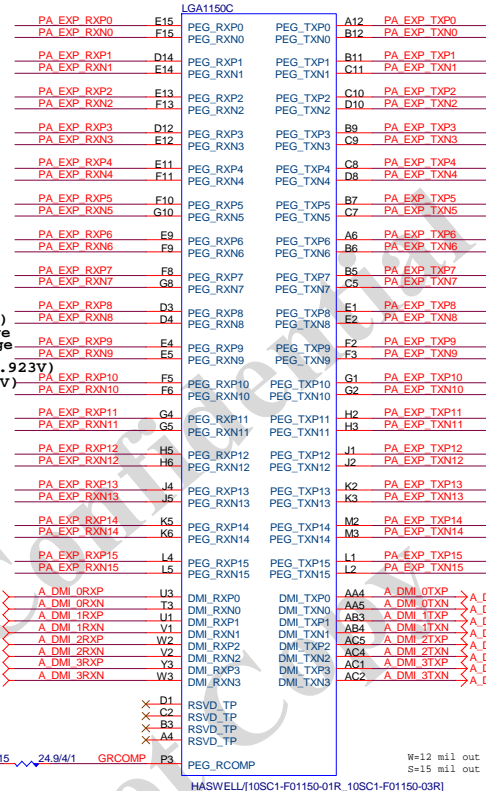 LGA1150C
PA_EXP_RXP0 E15 PEG_RXP0 PEG_TXP0 A12 PA_EXP_TXP0
PA_EXP_RXN0 F15 PEG_RXN0 PEG_TXN0 B12 PA_EXP_TXN0
PA_EXP_RXP1 D14 PEG_RXP1 PEG_TXP1 B11 PA_EXP_TXP1
PA_EXP_RXN1 E14 PEG_RXN1 PEG_TXN1 C11 PA_EXP_TXN1
PA_EXP_RXP2 E13 PEG_RXP2 PEG_TXP2 C10 PA_EXP_TXP2
PA_EXP_RXN2 F13 PEG_RXN2 PEG_TXN2 D10 PA_EXP_TXN2
PA_EXP_RXP3 D12 PEG_RXP3 PEG_TXP3 B9 PA_EXP_TXP3
PA_EXP_RXN3 E12 PEG_RXN3 PEG_TXN3 C9 PA_EXP_TXN3
PA_EXP_RXP4 E11 PEG_RXP4 PEG_TXP4 C8 PA_EXP_TXP4
PA_EXP_RXN4 F11 PEG_RXN4 PEG_TXN4 D8 PA_EXP_TXN4
PA_EXP_RXP5 F10 PEG_RXP5 PEG_TXP5 B7 PA_EXP_TXP5
PA_EXP_RXN5 G10 PEG_RXN5 PEG_TXN5 C7 PA_EXP_TXN5
PA_EXP_RXP6 E9 PEG_RXP6 PEG_TXP6 A6 PA_EXP_TXP6
PA_EXP_RXN6 F9 PEG_RXN6 PEG_TXN6 B6 PA_EXP_TXN6
PA_EXP_RXP7 F8 PEG_RXP7 PEG_TXP7 B5 PA_EXP_TXP7
PA_EXP_RXN7 G8 PEG_RXN7 PEG_TXN7 C5 PA_EXP_TXN7
PA_EXP_RXP8 D3 PEG_RXP8 PEG_TXP8 E1 PA_EXP_TXP8
)
PA_EXP_RXN8 D4 PEG_RXN8 PEG_TXN8 E2 PA_EXP_TXN8
e
PA_EXP_RXP9 E4 PEG_RXP9 PEG_TXP9 F2 PA_EXP_TXP9
ge
PA_EXP_RXN9 E5 PEG_RXN9 PEG_TXN9 F3 PA_EXP_TXN9
.923V)
PA_EXP_RXP10 F5 PEG_RXP10 PEG_TXP10 G1 PA_EXP_TXP10
V)
PA_EXP_RXN10 F6 PEG_RXN10 PEG_TXN10 G2 PA_EXP_TXN10
PA_EXP_RXP11 G4 PEG_RXP11 PEG_TXP11 H2 PA_EXP_TXP11
PA_EXP_RXN11 G5 PEG_RXN11 PEG_TXN11 H3 PA_EXP_TXN11
PA_EXP_RXP12 H5 PEG_RXP12 PEG_TXP12 J1 PA_EXP_TXP12
PA_EXP_RXN12 H6 PEG_RXN12 PEG_TXN12 J2 PA_EXP_TXN12
PA_EXP_RXP13 J4 PEG_RXP13 PEG_TXP13 K2 PA_EXP_TXP13
PA_EXP_RXN13 J5 PEG_RXN13 PEG_TXN13 K3 PA_EXP_TXN13
PA_EXP_RXP14 K5 PEG_RXP14 PEG_TXP14 M2 PA_EXP_TXP14
PA_EXP_RXN14 K6 PEG_RXN14 PEG_TXN14 M3 PA_EXP_TXN14
PA_EXP_RXP15 L4 PEG_RXP15 PEG_TXP15 L1 PA_EXP_TXP15
PA_EXP_RXN15 L5 PEG_RXN15 PEG_TXN15 L2 PA_EXP_TXN15
A_DMI_0RXP U3 DMI_RXP0 DMI_TXP0 AA4 A_DMI_0TXP A_D
A_DMI_0RXN T3 DMI_RXN0 DMI_TXN0 AA5 A_DMI_0TXN A_D
A_DMI_1RXP U1 DMI_RXP1 DMI_TXP1 AB3 A_DMI_1TXP A_D
A_DMI_1RXN V1 DMI_RXN1 DMI_TXN1 AB4 A_DMI_1TXN A_D
A_DMI_2RXP W2 DMI_RXP2 DMI_TXP2 AC5 A_DMI_2TXP A_D
A_DMI_2RXN V2 DMI_RXN2 DMI_TXN2 AC4 A_DMI_2TXN A_D
A_DMI_3RXP Y3 DMI_RXP3 DMI_TXP3 AC1 A_DMI_3TXP A_D
A_DMI_3RXN W3 DMI_RXN3 DMI_TXN3 AC2 A_DMI_3TXN A_D
D1 RSVD_TP
C2 RSVD_TP
B3 RSVD_TP
A4 RSVD_TP
15 24.9/4/1 GRCOMP P3 PEG_RCOMP
W=12 mil out
S=15 mil out
HASWELL/[10SC1-F01150-01R_10SC1-F01150-03R]
Confidential
t Copy